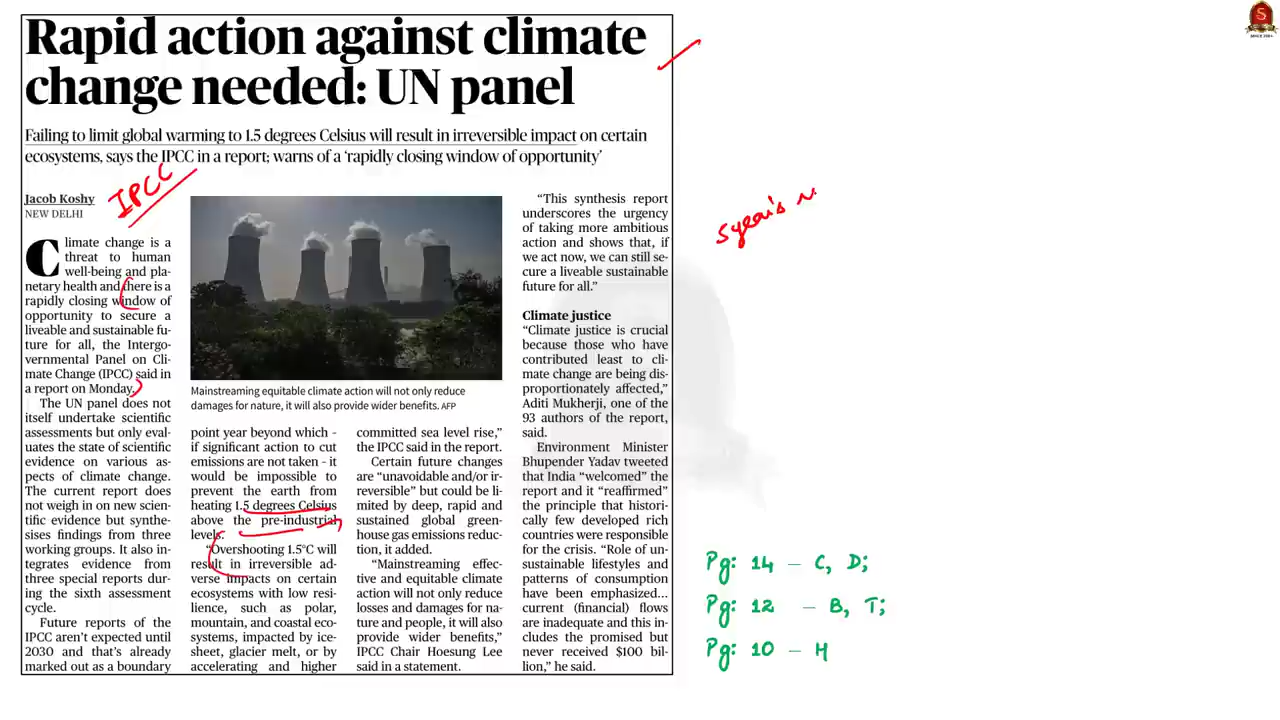 Rapid action against climate
change needed: UN panel
Failing to limit global warming to 1.5 degrees Celsius will result in irreversible impact on certain
ecosystems, says the IPCC in a report; warns of a ‘rapidly closing window of opportunity’
Jacob Koshy
NEW DELHI
IPCC
Climate change is a
threat to human
well-being and pla-
netary health and there is a
rapidly closing window of
opportunity to secure a
liveable and sustainable fu-
ture for all, the Intergo-
vernmental Panel on Cli-
mate Change (IPCC) said in
a report on Monday.
The UN panel does not
itself undertake scientific
assessments but only eval-
uates the state of scientific
evidence on various as-
pects of climate change.
The current report does
not weigh in on new scien-
tific evidence but synthe-
sises findings from three
working groups. It also in-
tegrates evidence from
three special reports dur-
ing the sixth assessment
cycle.
Future reports of the
IPCC aren’t expected until
2030 and that’s already
marked out as a boundary
Mainstreaming equitable climate action will not only reduce
damages for nature, it will also provide wider benefits. AFP
point year beyond which -
if significant action to cut
emissions are not taken - it
would be impossible to
prevent the earth from
heating 1.5 degrees Celsius
above the pre-industrial
levels.
“Overshooting 1.5°C will
result in irreversible ad-
verse impacts on certain
ecosystems with low resi-
lience, such as polar,
mountain, and coastal eco-
systems, impacted by ice-
sheet, glacier melt, or by
accelerating and higher
committed sea level rise,”
the IPCC said in the report.
Certain future changes
are “unavoidable and/or ir-
reversible” but could be li-
mited by deep, rapid and
sustained global green-
house gas emissions reduc-
tion, it added.
“Mainstreaming effec-
tive and equitable climate
action will not only reduce
losses and damages for na-
ture and people, it will also
provide wider benefits,”
IPCC Chair Hoesung Lee
said in a statement.
“This synthesis report
underscores the urgency
of taking more ambitious
action and shows that, if
we act now, we can still se-
cure a liveable sustainable
future for all.”
Climate justice
“Climate justice is crucial
because those who have
contributed least to cli-
mate change are being dis-
proportionately affected,”
Aditi Mukherji, one of the
93 authors of the report,
said.
Environment Minister
Bhupender Yadav tweeted
that India “welcomed” the
report and it “reaffirmed”
the principle that histori-
cally few developed rich
countries were responsible
for the crisis. “Role of un-
sustainable lifestyles and
patterns of consumption
have been emphasized...
current (financial) flows
are inadequate and this in-
cludes the promised but
never received $100 bil-
lion,” he said.
5 year's
Pg: 14 – C, D;
Pg: 12 – B, T;
Pg: 10 – H
S
SINCE 2004